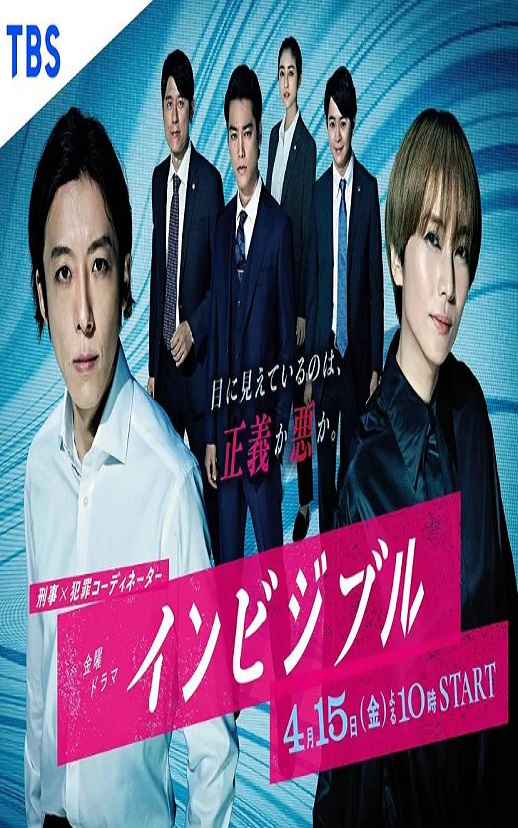 TBS
目に見えているのは、
正義か悪か。
刑事×犯罪コーディネーター
金曜
ドラマ
インビジブル
4月15日(金)よる10時START